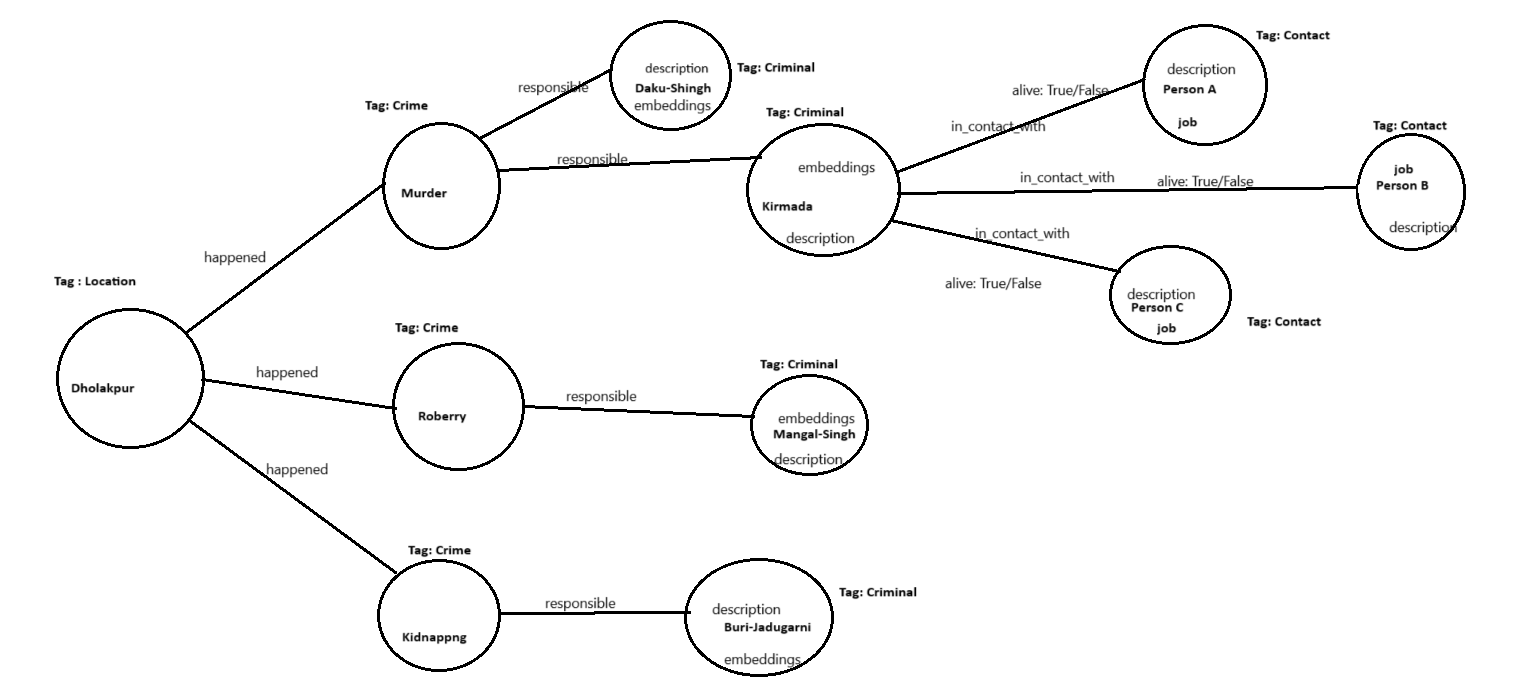 Tag : Location
Dholakpur
happened
happened
happened
Tag: Crime
Murder
responsible
responsible
description
Daku-Shingh
embeddings
Tag: Criminal
Tag: Criminal
embeddings
Kirmada
description
alive: True/False
in_contact_with
Tag: Contact
description
Person A
job
in_contact_with
alive: True/False
Tag: Contact
job
Person B
description
in_contact_with
alive: True/False
description
Person C
job
Tag: Contact
Tag: Crime
Roberry
responsible
Tag: Criminal
embeddings
Mangal-Singh
description
Tag: Crime
Kidnappng
responsible
description
Buri-Jadugarni
embeddings
Tag: Criminal